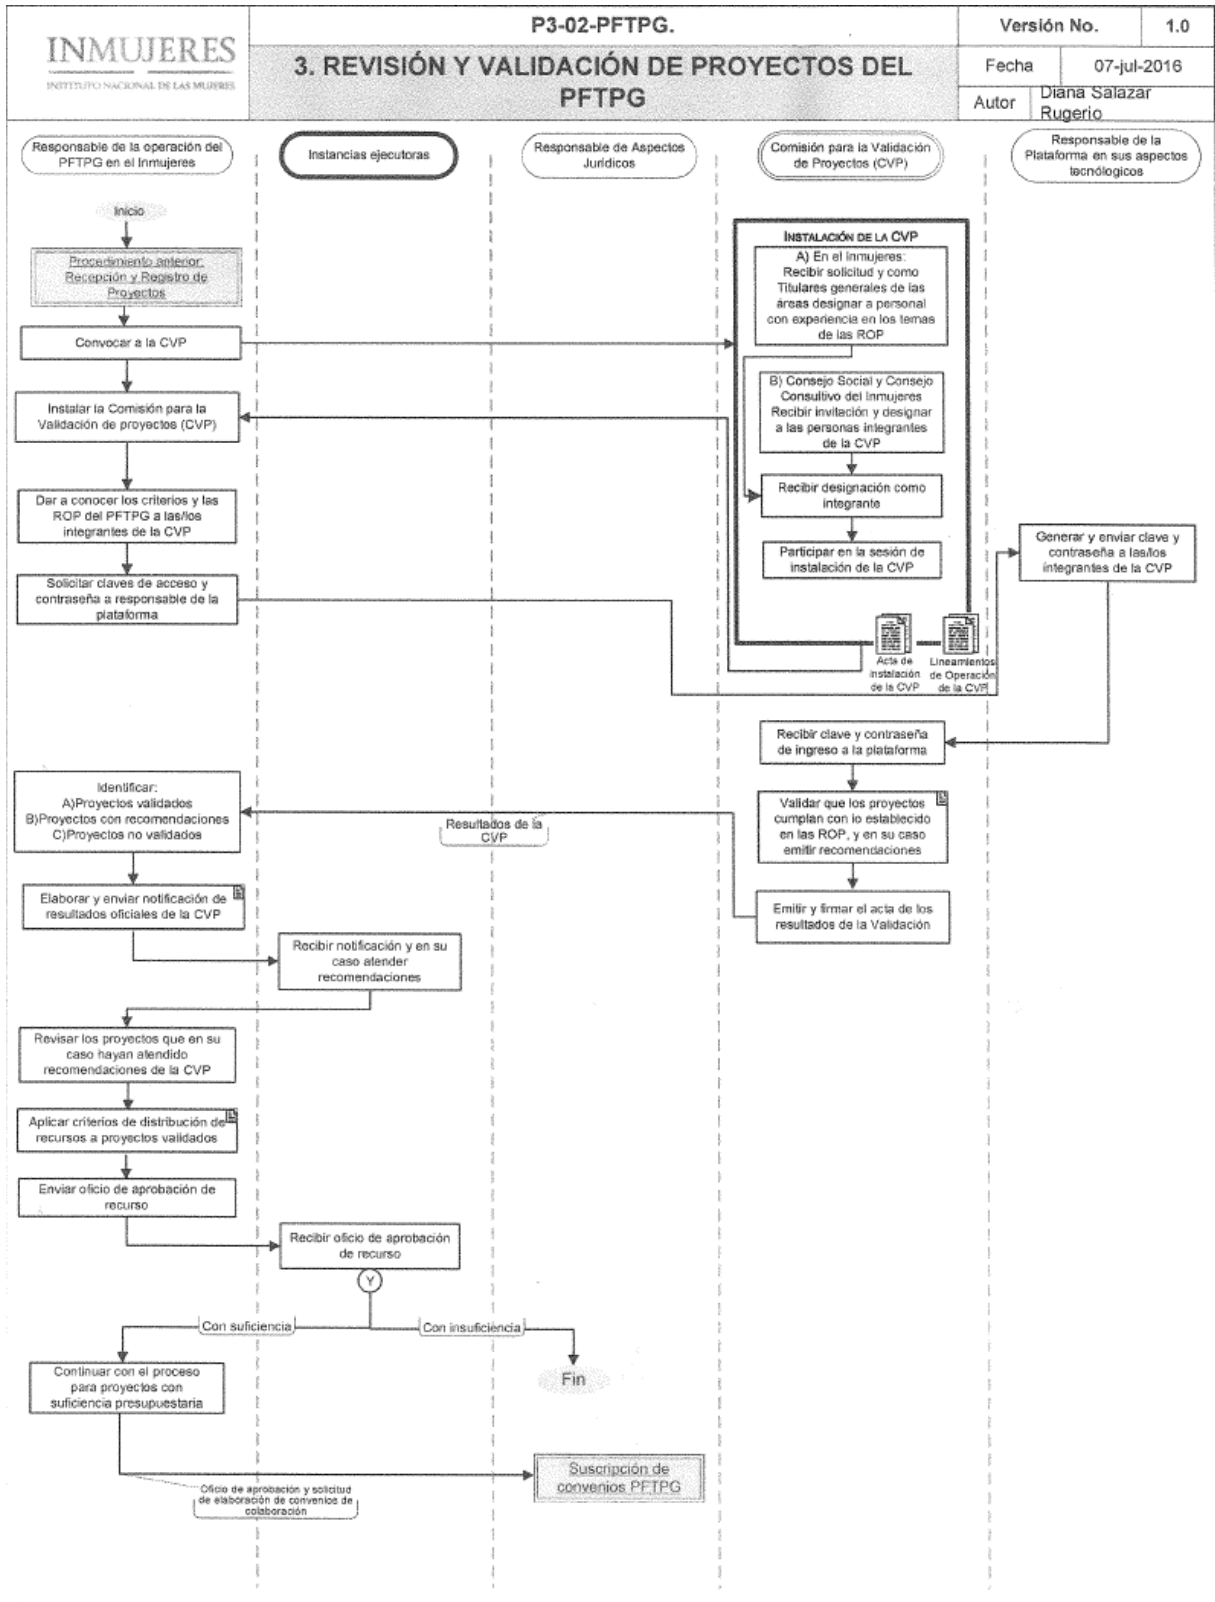 INMUJERES
INSTITUTO NACIONAL DE LAS MUJERES
P3-02-PFTPG.
3. REVISIÓN Y VALIDACIÓN DE PROYECTOS DEL
PFTPG
Versión No.
1.0
Fecha
07-jul-2016
Autor
Diana Salazar
Rugerio
Responsable de la operación del
PFTPG en el Inmujeres
Instancias ejecutoras
Responsable de Aspectos
Jurídicos
Comisión para la Validación
de Proyectos (CVP)
Responsable de la
Plataforma en sus aspectos
tecnólogicos
Inicio
Procedimiento anterior:
Recepción y Registro de
Proyectos
Convocar a la CVP
Instalar la Comisión para la
Validación de proyectos (CVP)
Dar a conocer los criterios y las
ROP del PFTPG a las/los
integrantes de la CVP
Solicitar claves de acceso y
contraseña a responsable de la
plataforma
INSTALACIÓN DE LA CVP
A) En el Inmujeres:
Recibir solicitud y como
Titulares generales de las
áreas designar a personal
con experiencia en los temas
de las ROP
B) Consejo Social y Consejo
Consultivo del Inmujeres
Recibir invitación y designar
a las personas integrantes
de la CVP
Recibir designación como
integrante
Participar en la sesión de
instalación de la CVP
Acta de
instalación
de la CVP
Lineamientos
de Operación
de la CVP
Generar y enviar clave y
contraseña a las/los
integrantes de la CVP
Recibir clave y contraseña
de ingreso a la plataforma
Validar que los proyectos
cumplan con lo establecido
en las ROP, y en su caso
emitir recomendaciones
Emitir y firmar el acta de los
resultados de la Validación
Resultados de la
CVP
Identificar:
A)Proyectos validados
B)Proyectos con recomendaciones
C)Proyectos no validados
Elaborar y enviar notificación de
resultados oficiales de la CVP
Recibir notificación y en su
caso atender
recomendaciones
Revisar los proyectos que en su
caso hayan atendido
recomendaciones de la CVP
Aplicar criterios de distribución de
recursos a proyectos validados
Enviar oficio de aprobación de
recurso
Recibir oficio de aprobación
de recurso
Y
Con suficiencia
Con insuficiencia
Continuar con el proceso
para proyectos con
suficiencia presupuestaria
Fin
Oficio de aprobación y solicitud
de elaboración de convenios de
colaboración
Suscripción de
convenios PFTPG